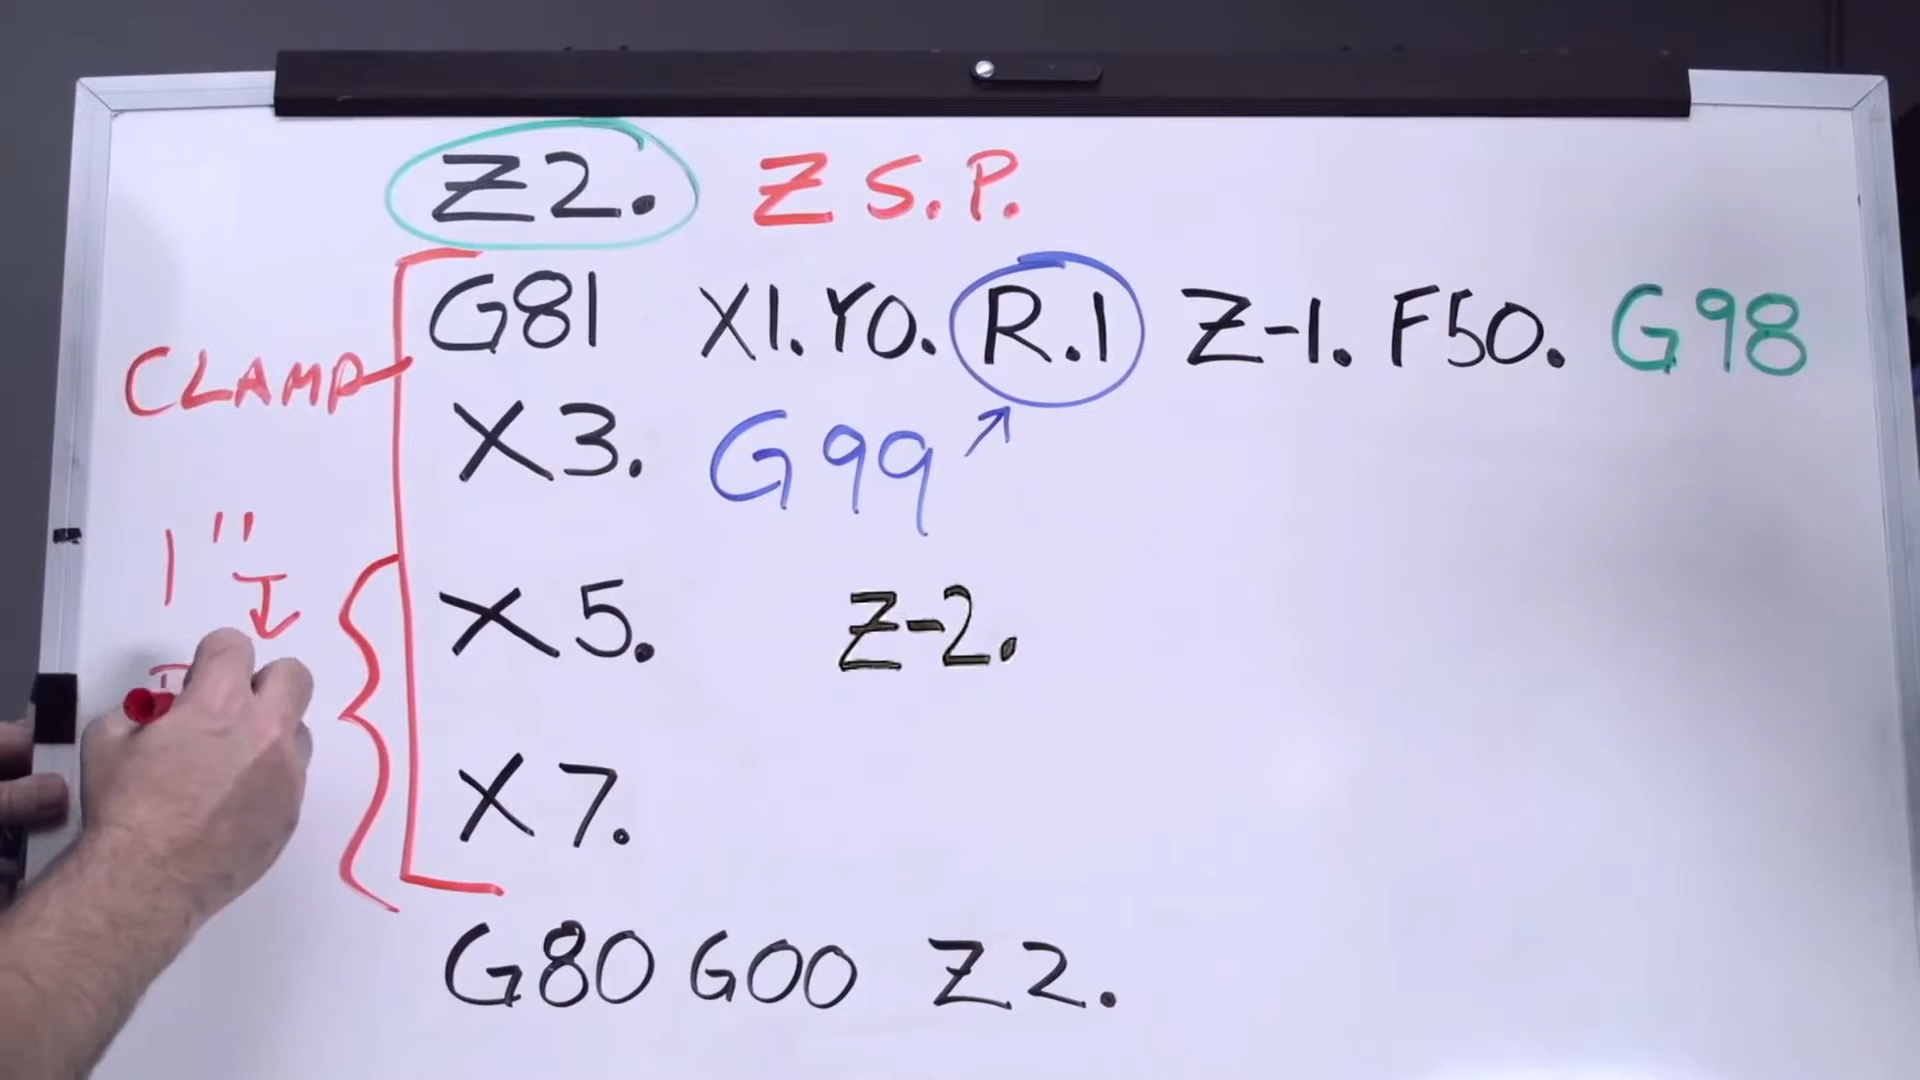 Z2. Z S.P.
G81 X1. Y0. R.1 Z-1. F50. G98
CLAMP
X3. G99
1"
X5. Z-2.
X7.
G80 G00 Z2.